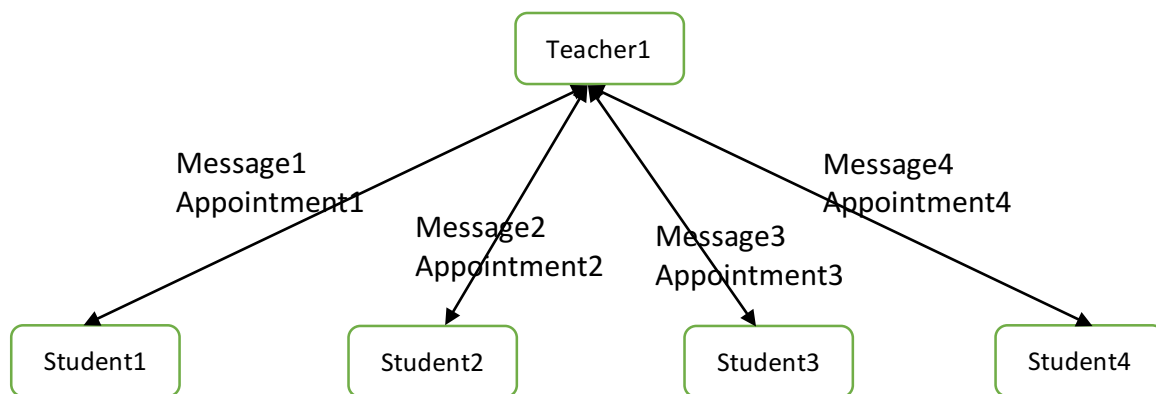 Teacher1
Message1
Appointment1
Message2
Appointment2
Message3
Appointment3
Message4
Appointment4
Student1
Student2
Student3
Student4